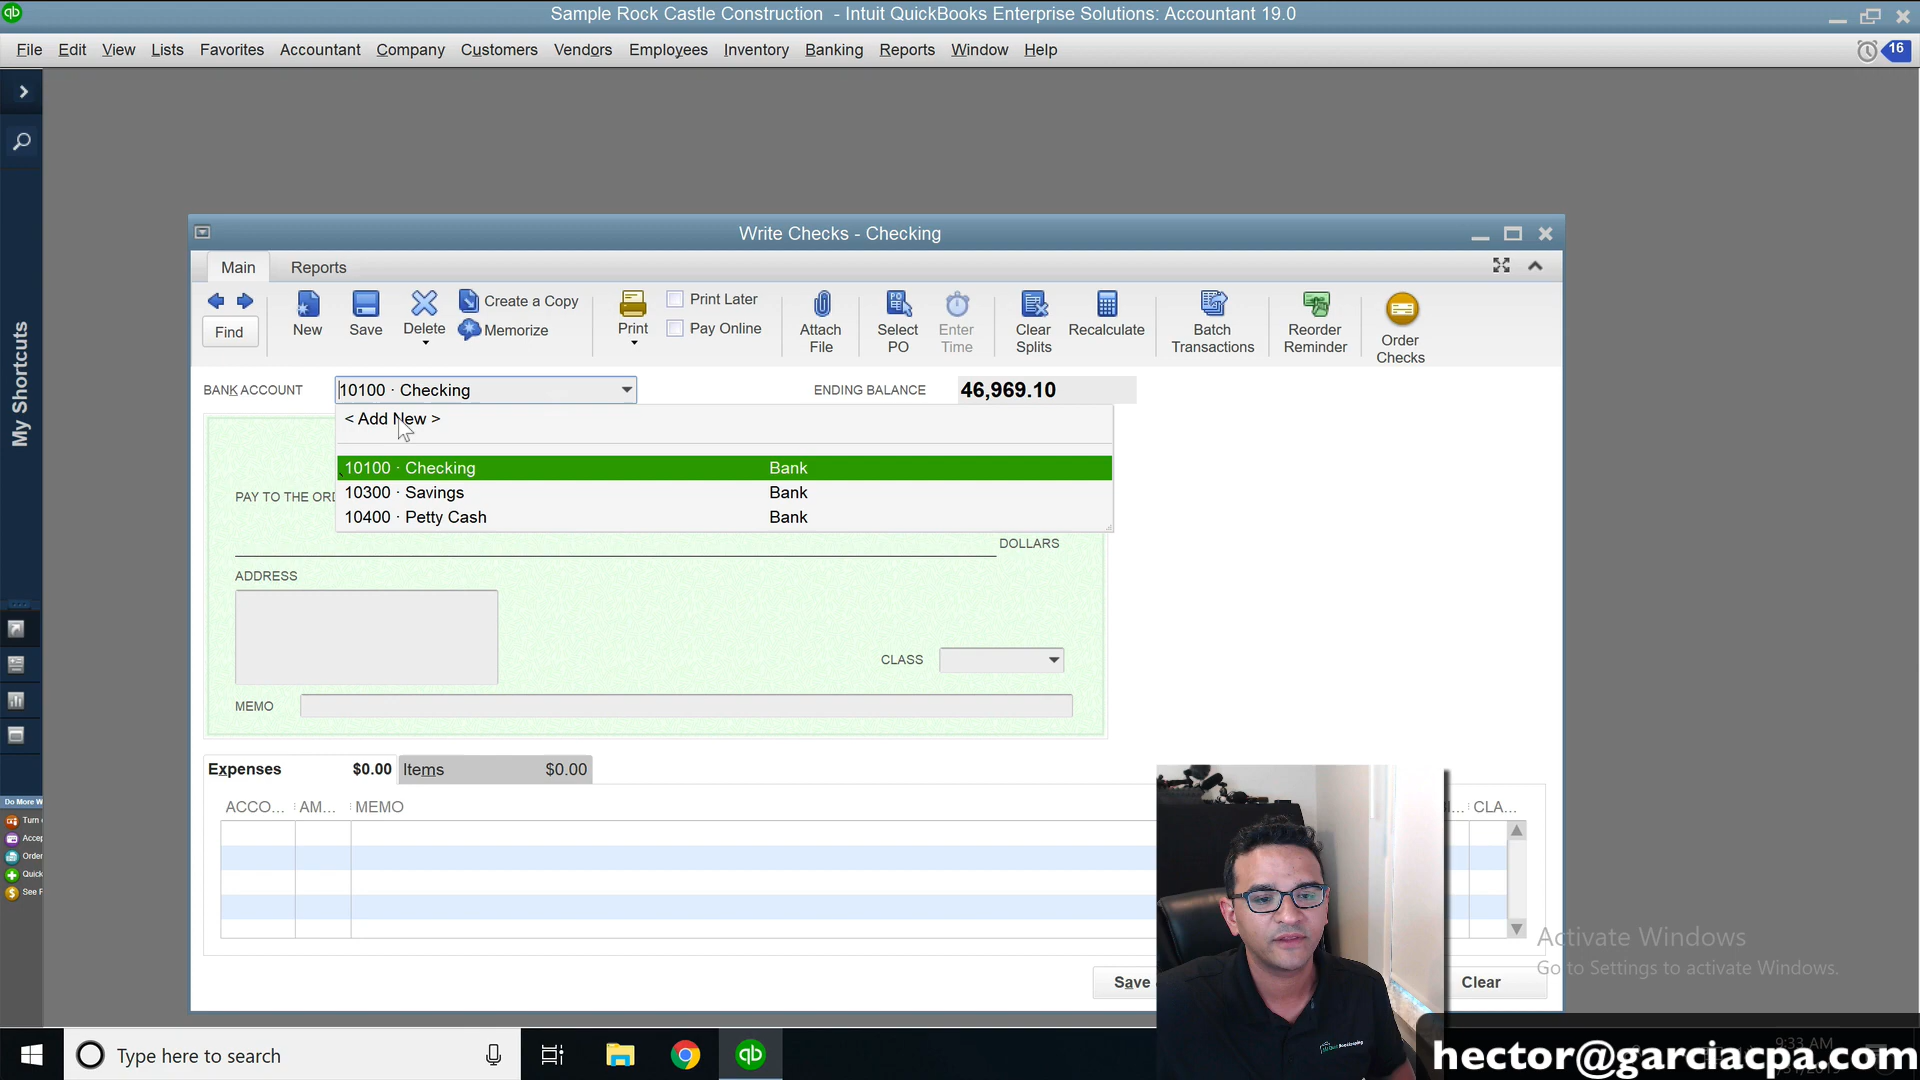 Sample Rock Castle Construction - Intuit QuickBooks Enterprise Solutions: Accountant 19.0
File Edit View Lists Favorites Accountant Company Customers Vendors Employees Inventory Banking Reports Window Help
16
My Shortcuts
Write Checks - Checking
Main Reports
Find
New
Save
Delete
Create a Copy
Memorize
Print
Print Later
Pay Online
Attach File
Select PO
Enter Time
Clear Splits
Recalculate
Batch Transactions
Reorder Reminder
Order Checks
BANK ACCOUNT 10100 · Checking ENDING BALANCE 46,969.10
< Add New >
10100 · Checking Bank
10300 · Savings Bank
10400 · Petty Cash Bank
PAY TO THE
DOLLARS
ADDRESS
CLASS
MEMO
Expenses $0.00 Items $0.00
ACCO... AM... MEMO CLA...
Save Clear
Do More W
Turn
Accep
Order
Quick
See F
Activate Windows
Go to Settings to activate Windows.
Type here to search
9:33 AM
hector@garciacpa.com